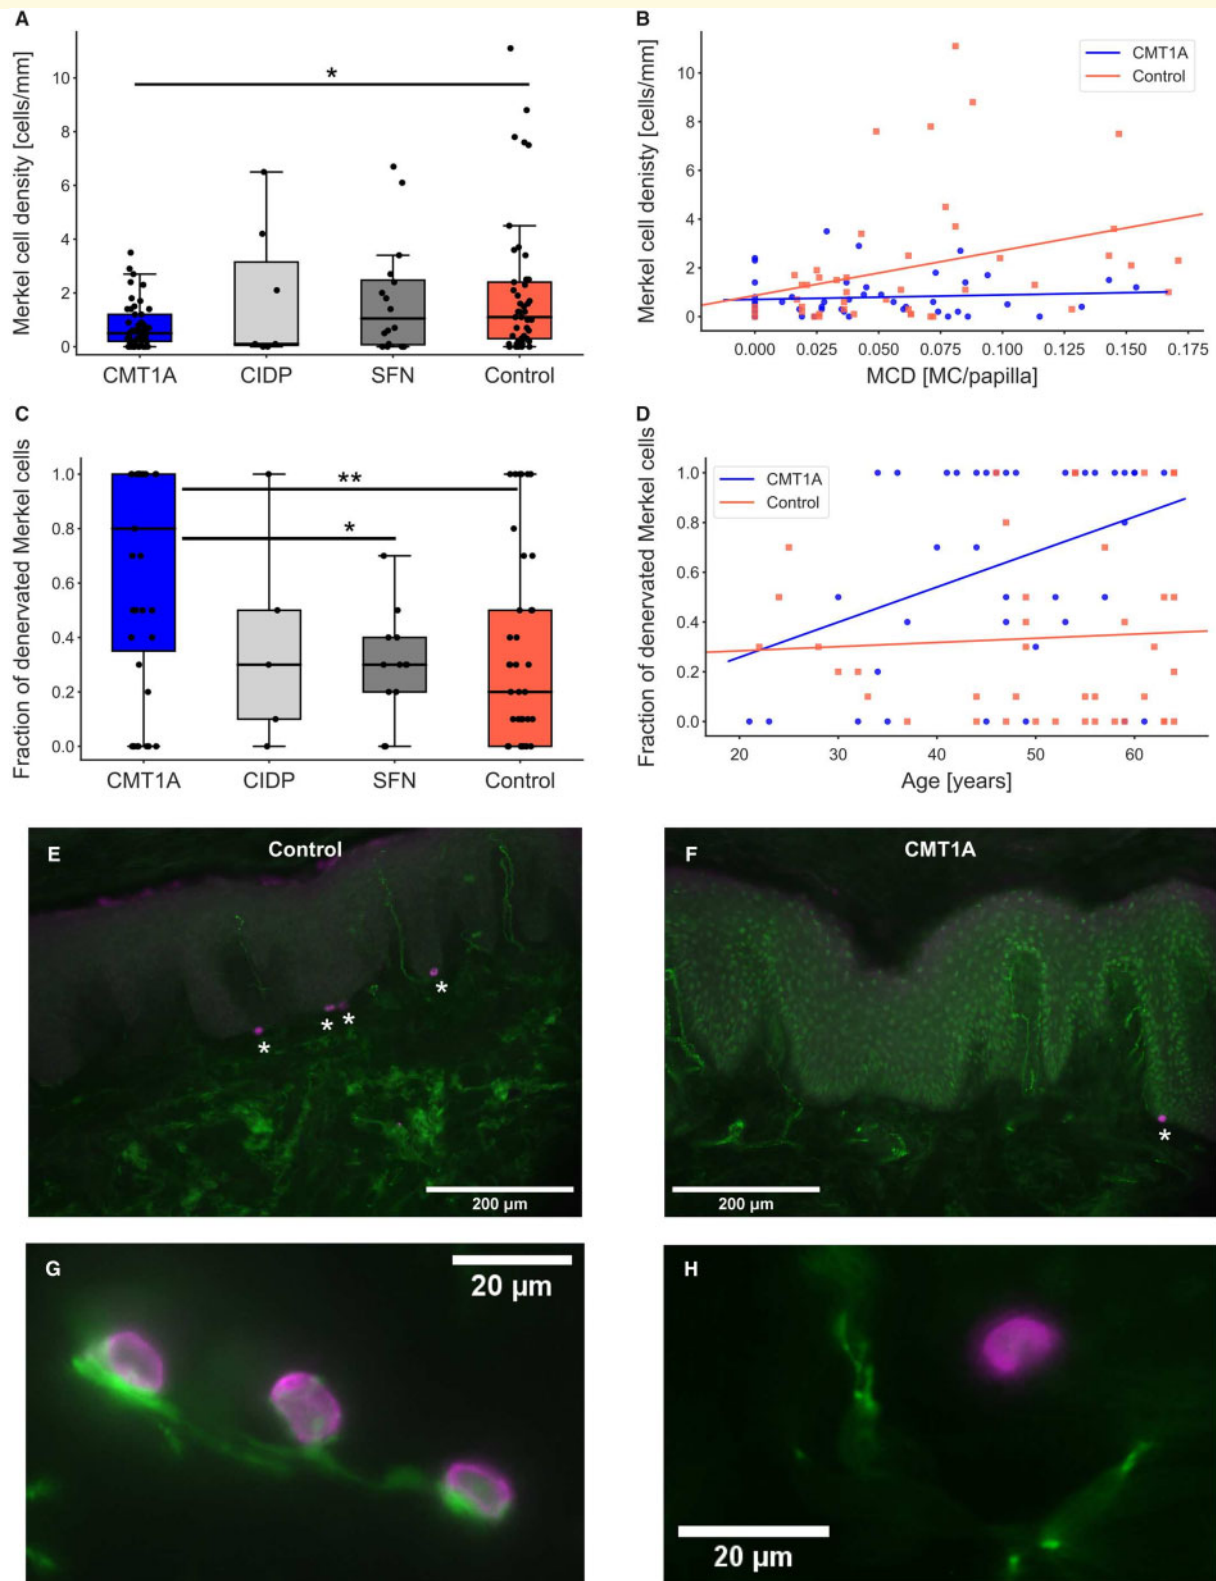 A
Merkel cell density [cells/mm]
10
8
6
4
2
0
*
CMT1A CIDP SFN Control
B
Merkel cell denisty [cells/mm]
10
8
6
4
2
0
CMT1A
Control
0.000 0.025 0.050 0.075 0.100 0.125 0.150 0.175
MCD [MC/papilla]
C
Fraction of denervated Merkel cells
1.0
0.8
0.6
0.4
0.2
0.0
**
*
CMT1A CIDP SFN Control
D
Fraction of denervated Merkel cells
1.0
0.8
0.6
0.4
0.2
0.0
CMT1A
Control
20 30 40 50 60
Age [years]
E
Control
*
* *
*
200 µm
F
CMT1A
*
200 µm
G
20 µm
H
20 µm